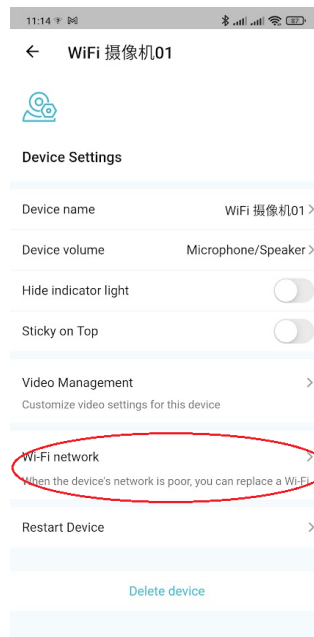 11:14
87
WiFi 摄像机01
Device Settings
Device name WiFi 摄像机01
Device volume Microphone/Speaker
Hide indicator light
Sticky on Top
Video Management
Customize video settings for this device
Wi-Fi network
When the device's network is poor, you can replace a Wi-Fi
Restart Device
Delete device